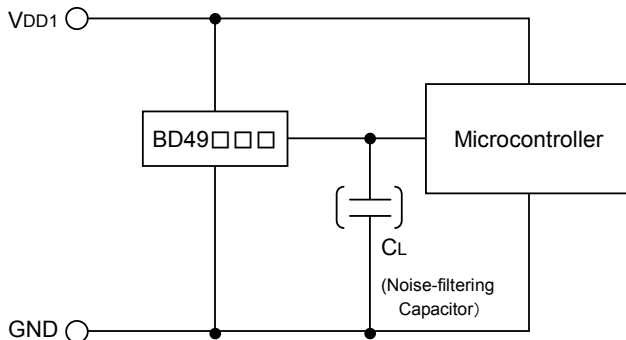 VDD1
BD49□□□
Microcontroller
CL
(Noise-filtering
Capacitor）
GND